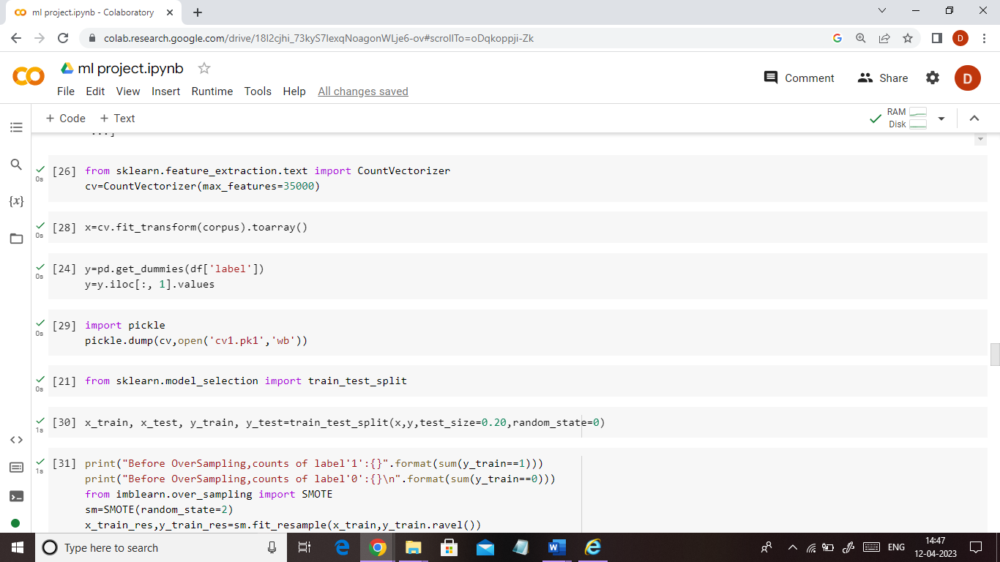 ml project.ipynb - Colaboratory
colab.research.google.com/drive/18I2cjhi_73kyS7lexqNoagonWLje6-ov#scrollTo=oDqkoppji-Zk
D
ml project.ipynb
Comment
Share
D
File Edit View Insert Runtime Tools Help All changes saved
+ Code + Text
RAM
Disk
...]
[26] from sklearn.feature_extraction.text import CountVectorizer
0s
cv=CountVectorizer(max_features=35000)
{x}
[28] x=cv.fit_transform(corpus).toarray()
0s
[24] y=pd.get_dummies(df['label'])
0s
y=y.iloc[:, 1].values
[29] import pickle
0s
pickle.dump(cv,open('cv1.pk1','wb'))
[21] from sklearn.model_selection import train_test_split
0s
[30] x_train, x_test, y_train, y_test=train_test_split(x,y,test_size=0.20,random_state=0)
1s
[31] print("Before OverSampling,counts of label'1':{}".format(sum(y_train==1)))
1s
print("Before OverSampling,counts of label'0':{}\n".format(sum(y_train==0)))
from imblearn.over_sampling import SMOTE
sm=SMOTE(random_state=2)
x_train_res,y_train_res=sm.fit_resample(x_train,y_train.ravel())
Type here to search
ENG
14:47
12-04-2023